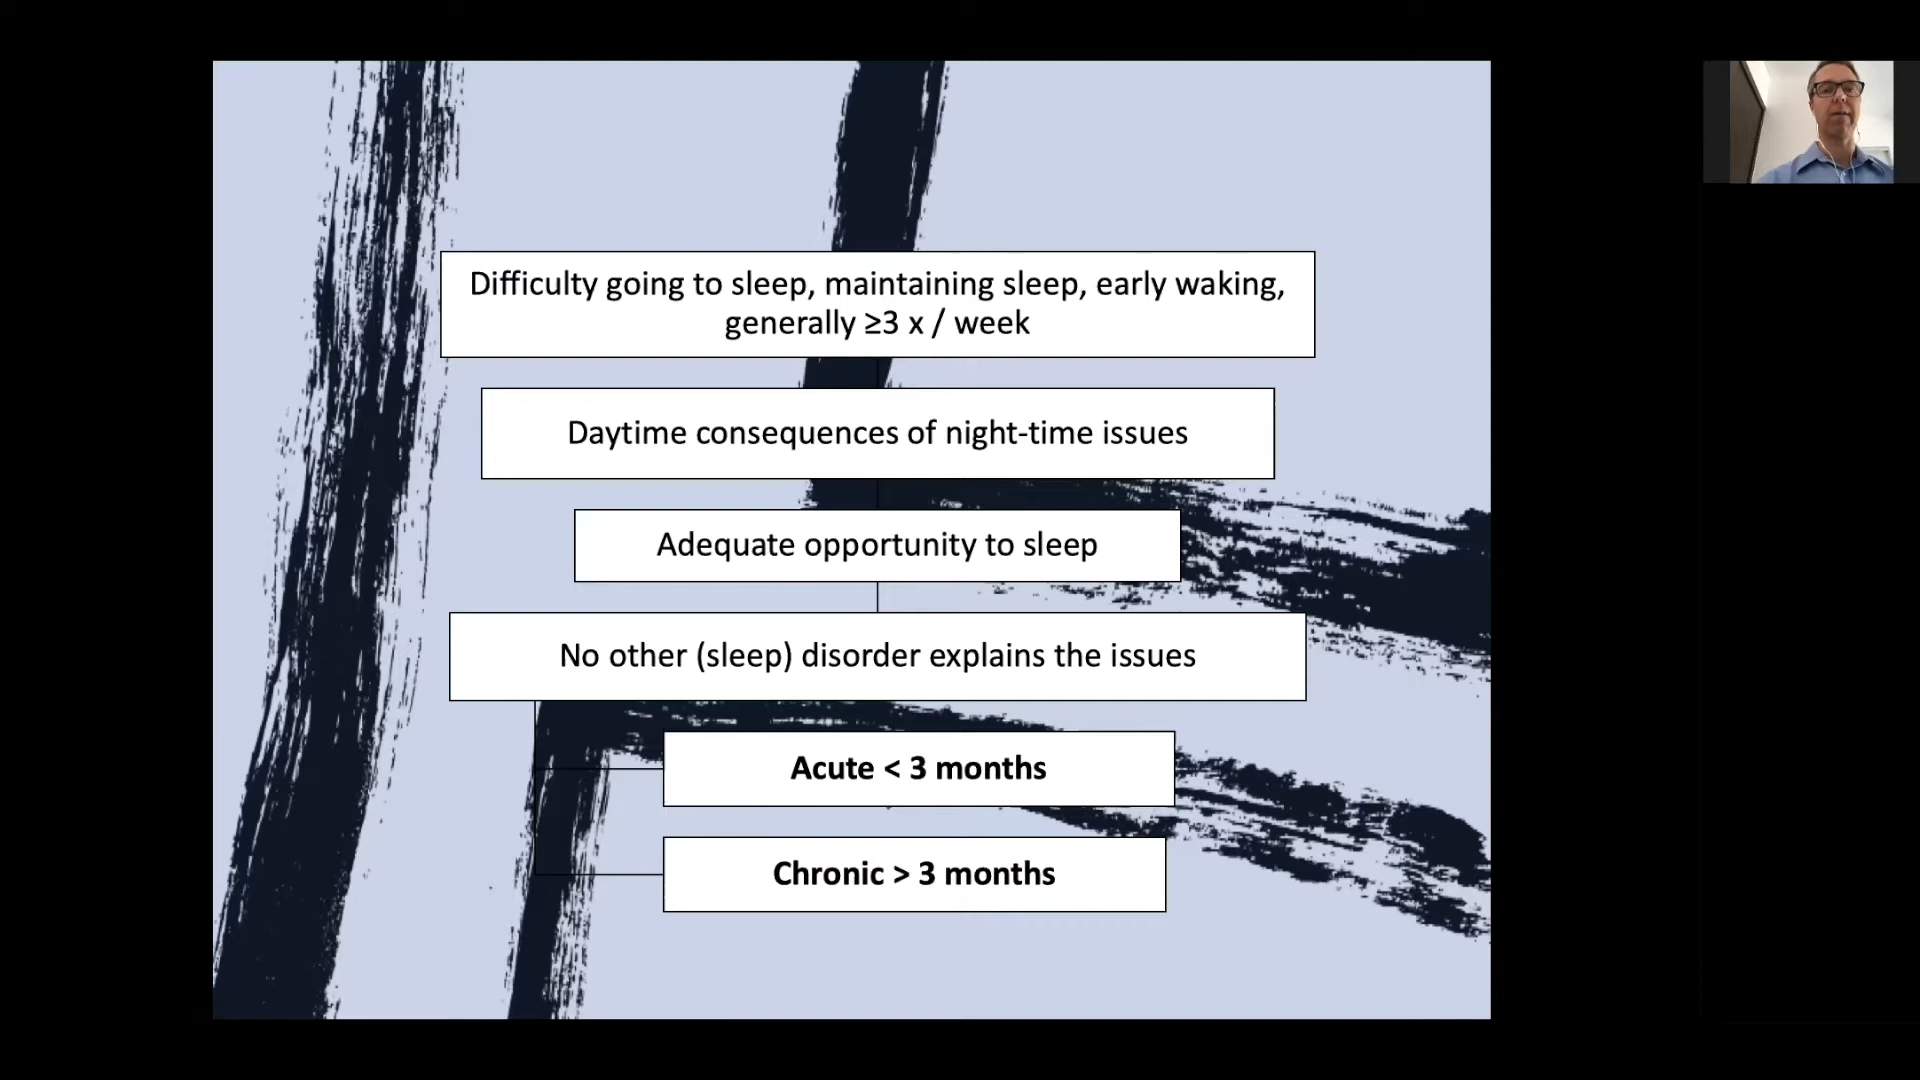 Difficulty going to sleep, maintaining sleep, early waking,
generally ≥3 x / week
Daytime consequences of night-time issues
Adequate opportunity to sleep
No other (sleep) disorder explains the issues
Acute < 3 months
Chronic > 3 months